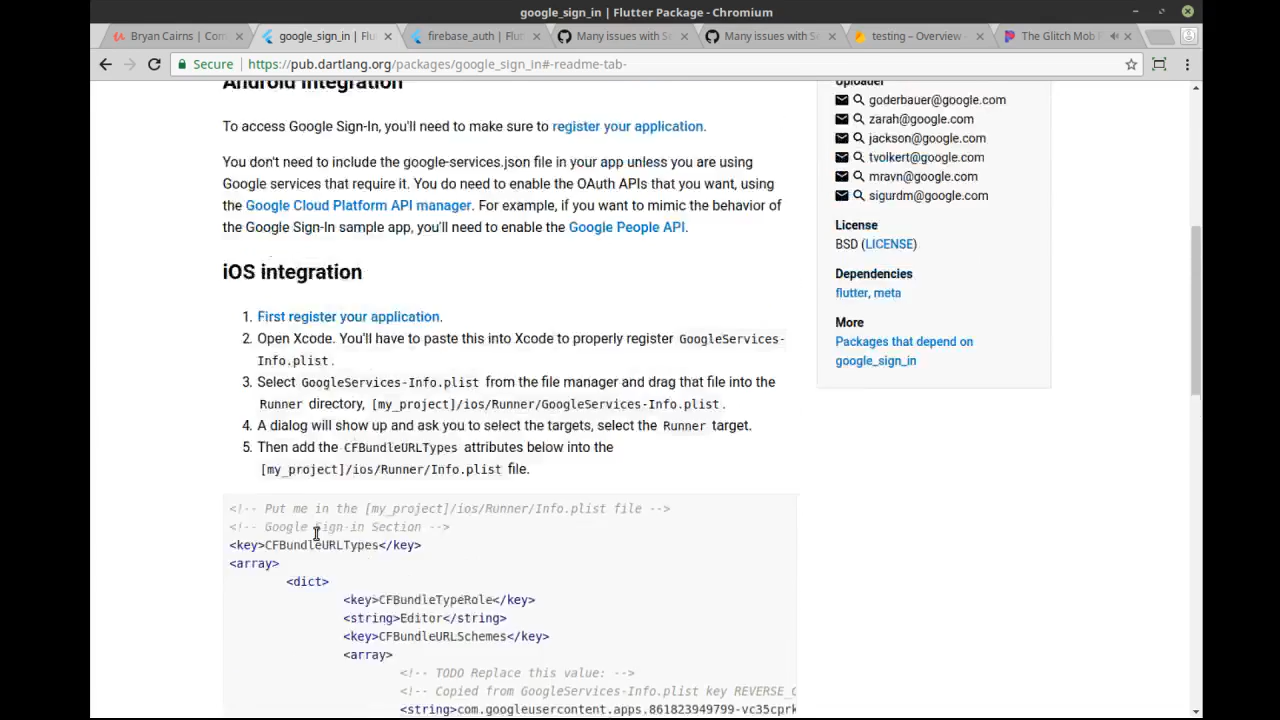 google_sign_in | Flutter Package - Chromium
Bryan Cairns | Com
google_sign_in | Flu
firebase_auth | Flut
Many issues with Sc
Many issues with Sc
testing – Overview –
The Glitch Mob
Secure | https://pub.dartlang.org/packages/google_sign_in#-readme-tab-
Android integration
To access Google Sign-In, you'll need to make sure to register your application.
You don't need to include the google-services.json file in your app unless you are using
Google services that require it. You do need to enable the OAuth APIs that you want, using
the Google Cloud Platform API manager. For example, if you want to mimic the behavior of
the Google Sign-In sample app, you'll need to enable the Google People API.
iOS integration
1. First register your application.
2. Open Xcode. You'll have to paste this into Xcode to properly register GoogleServices-
Info.plist .
3. Select GoogleServices-Info.plist from the file manager and drag that file into the
Runner directory, [my_project]/ios/Runner/GoogleServices-Info.plist .
4. A dialog will show up and ask you to select the targets, select the Runner target.
5. Then add the CFBundleURLTypes attributes below into the
[my_project]/ios/Runner/Info.plist file.
<!-- Put me in the [my_project]/ios/Runner/Info.plist file -->
<!-- Google Sign-in Section -->
<key>CFBundleURLTypes</key>
<array>
<dict>
<key>CFBundleTypeRole</key>
<string>Editor</string>
<key>CFBundleURLSchemes</key>
<array>
<!-- TODO Replace this value: -->
<!-- Copied from GoogleServices-Info.plist key REVERSE_C
<string>com.googleusercontent.apps.861823949799-vc35cprk
Uploader
goderbauer@google.com
zarah@google.com
jackson@google.com
tvolkert@google.com
mravn@google.com
sigurdm@google.com
License
BSD (LICENSE)
Dependencies
flutter, meta
More
Packages that depend on
google_sign_in